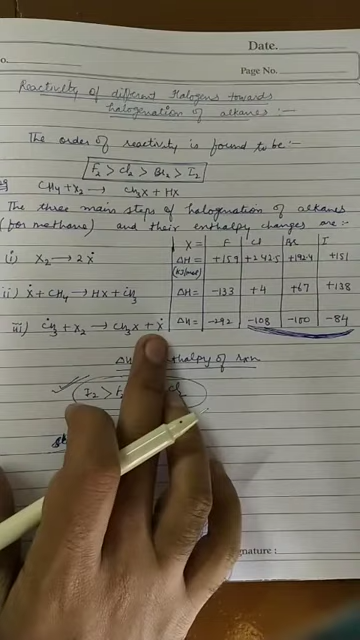 Date.
o.
Page No.
Reactivity of different Halogens towards
halogenation of alkanes :-
The order of reactivity is found to be:-
F₂ > Cl₂ > Br₂ > I₂
CH₄ + X₂ → CH₃X + HX
The three main steps of halogenation of alkanes
(for methane) and their enthalpy changes are:-
X = F Cl Br I
(i) X₂ → 2Ẋ ΔH = (KJ/mol) +159 +242.5 +192.4 +151
ii) Ẋ + CH₄ → HX + ĊH₃ ΔH = -133 +4 +67 +138
iii) ĊH₃ + X₂ → CH₃X + Ẋ ΔH = -292 -108 -100 -84
ΔH enthalpy of rxn
I₂ > Cl₂
gnature :